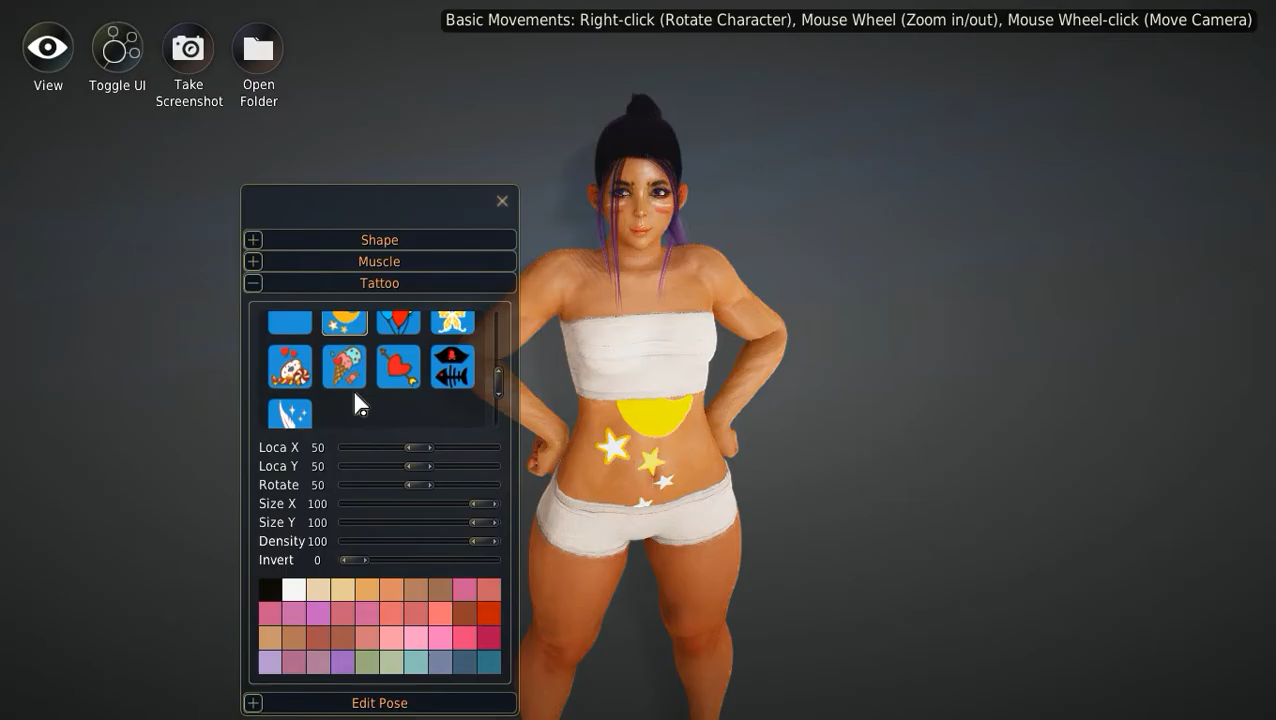 Basic Movements: Right-click (Rotate Character), Mouse Wheel (Zoom in/out), Mouse Wheel-click (Move Camera)
View
Toggle UI
Take
Screenshot
Open
Folder
Shape
Muscle
Tattoo
Loca X 50
Loca Y 50
Rotate 50
Size X 100
Size Y 100
Density 100
Invert 0
Edit Pose